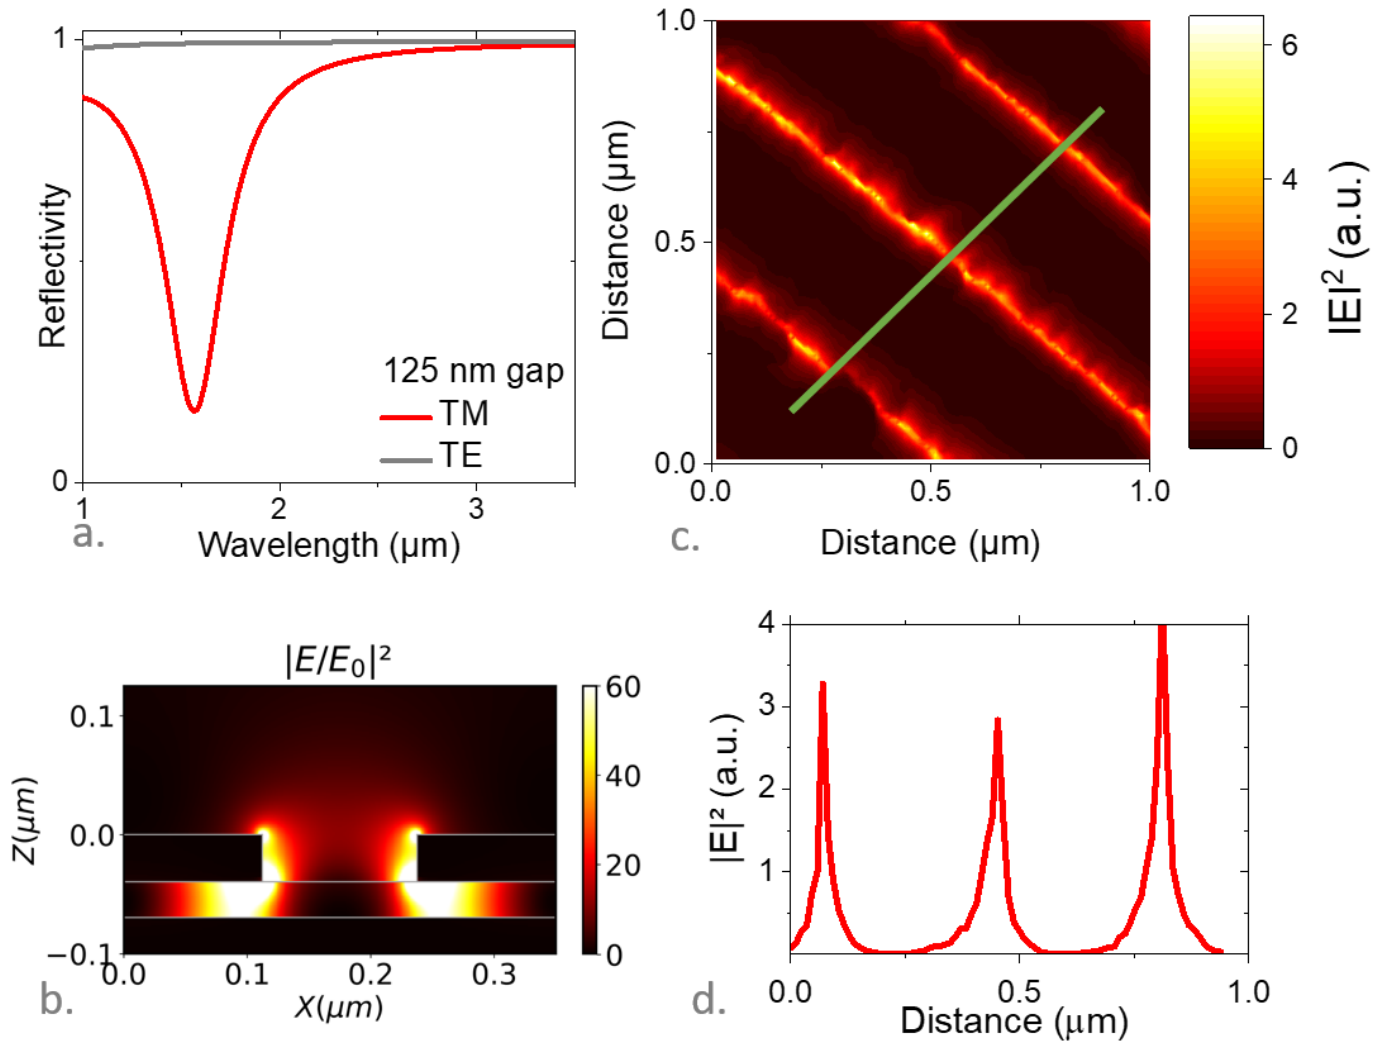 1
Reflectivity
125 nm gap
TM
TE
0
1
2
3
a.
Wavelength (µm)
1.0
Distance (µm)
0.5
0.0
0.0
0.5
1.0
c.
Distance (µm)
6
4
2
0
|E|² (a.u.)
|E/E₀|²
0.1
0.0
−0.1
Z(µm)
0.0
0.1
0.2
0.3
X(µm)
60
40
20
0
b.
4
3
2
1
|E|² (a.u.)
0.0
0.5
1.0
d.
Distance (µm)